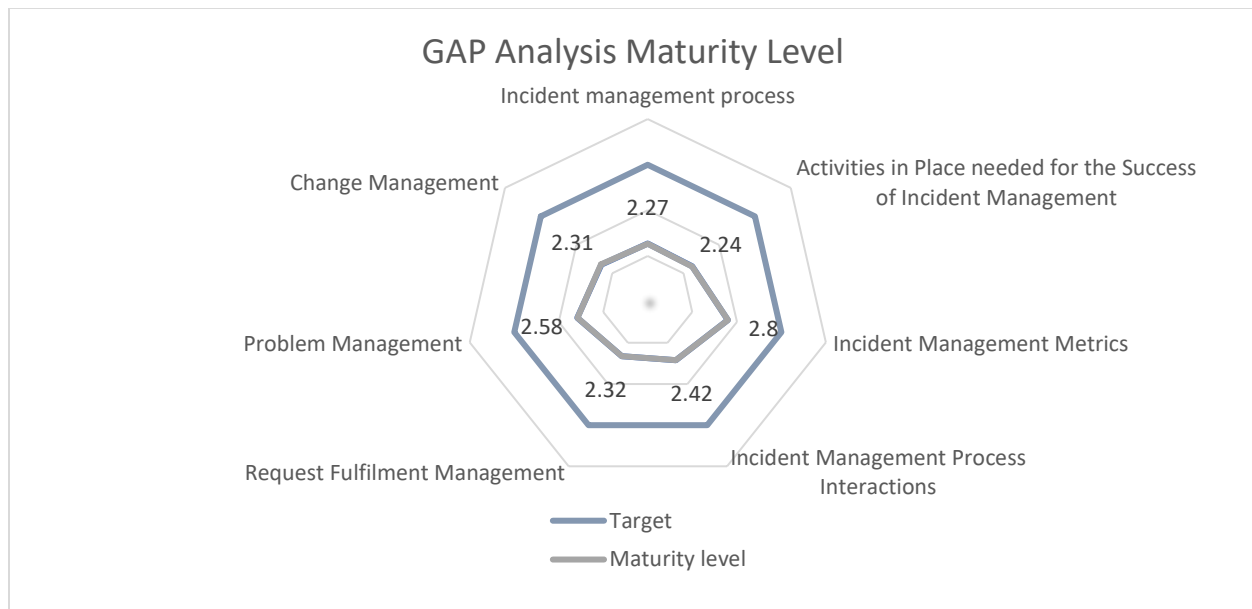 GAP Analysis Maturity Level
Incident management process
Activities in Place needed for the Success
of Incident Management
Change Management
2.27
2.31
2.24
2.58
2.8
Problem Management
Incident Management Metrics
2.32
2.42
Request Fulfilment Management
Incident Management Process
Interactions
Target
Maturity level